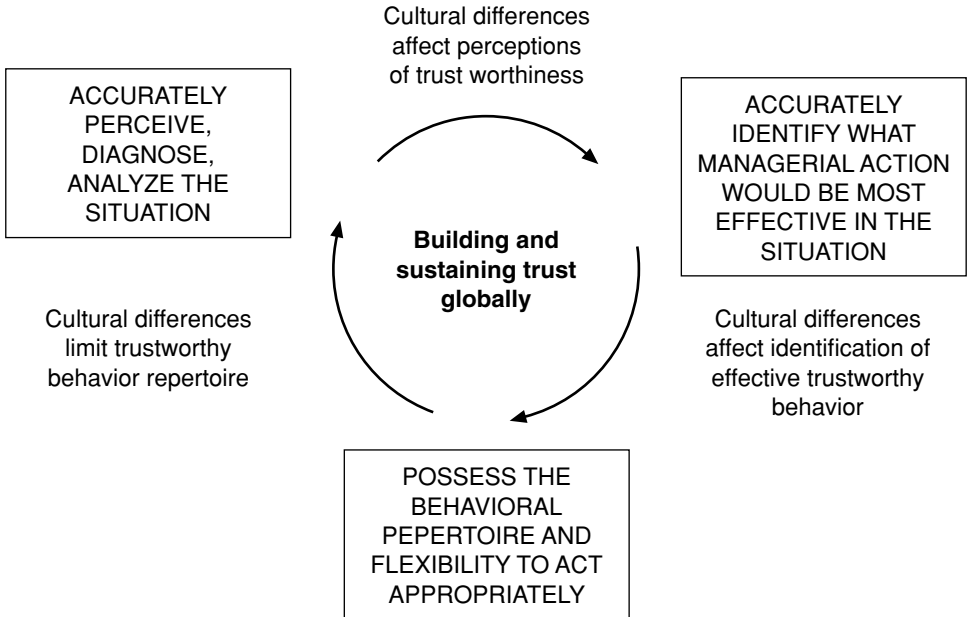 Cultural differences
affect perceptions
of trust worthiness
ACCURATELY
PERCEIVE,
DIAGNOSE,
ANALYZE THE
SITUATION
ACCURATELY
IDENTIFY WHAT
MANAGERIAL ACTION
WOULD BE MOST
EFFECTIVE IN THE
SITUATION
Building and
sustaining trust
globally
Cultural differences
limit trustworthy
behavior repertoire
Cultural differences
affect identification of
effective trustworthy
behavior
POSSESS THE
BEHAVIORAL
PEPERTOIRE AND
FLEXIBILITY TO ACT
APPROPRIATELY